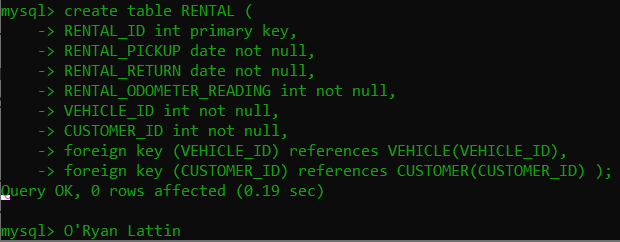 mysql> create table RENTAL (
    -> RENTAL_ID int primary key,
    -> RENTAL_PICKUP date not null,
    -> RENTAL_RETURN date not null,
    -> RENTAL_ODOMETER_READING int not null,
    -> VEHICLE_ID int not null,
    -> CUSTOMER_ID int not null,
    -> foreign key (VEHICLE_ID) references VEHICLE(VEHICLE_ID),
    -> foreign key (CUSTOMER_ID) references CUSTOMER(CUSTOMER_ID) );
Query OK, 0 rows affected (0.19 sec)
mysql> O'Ryan Lattin